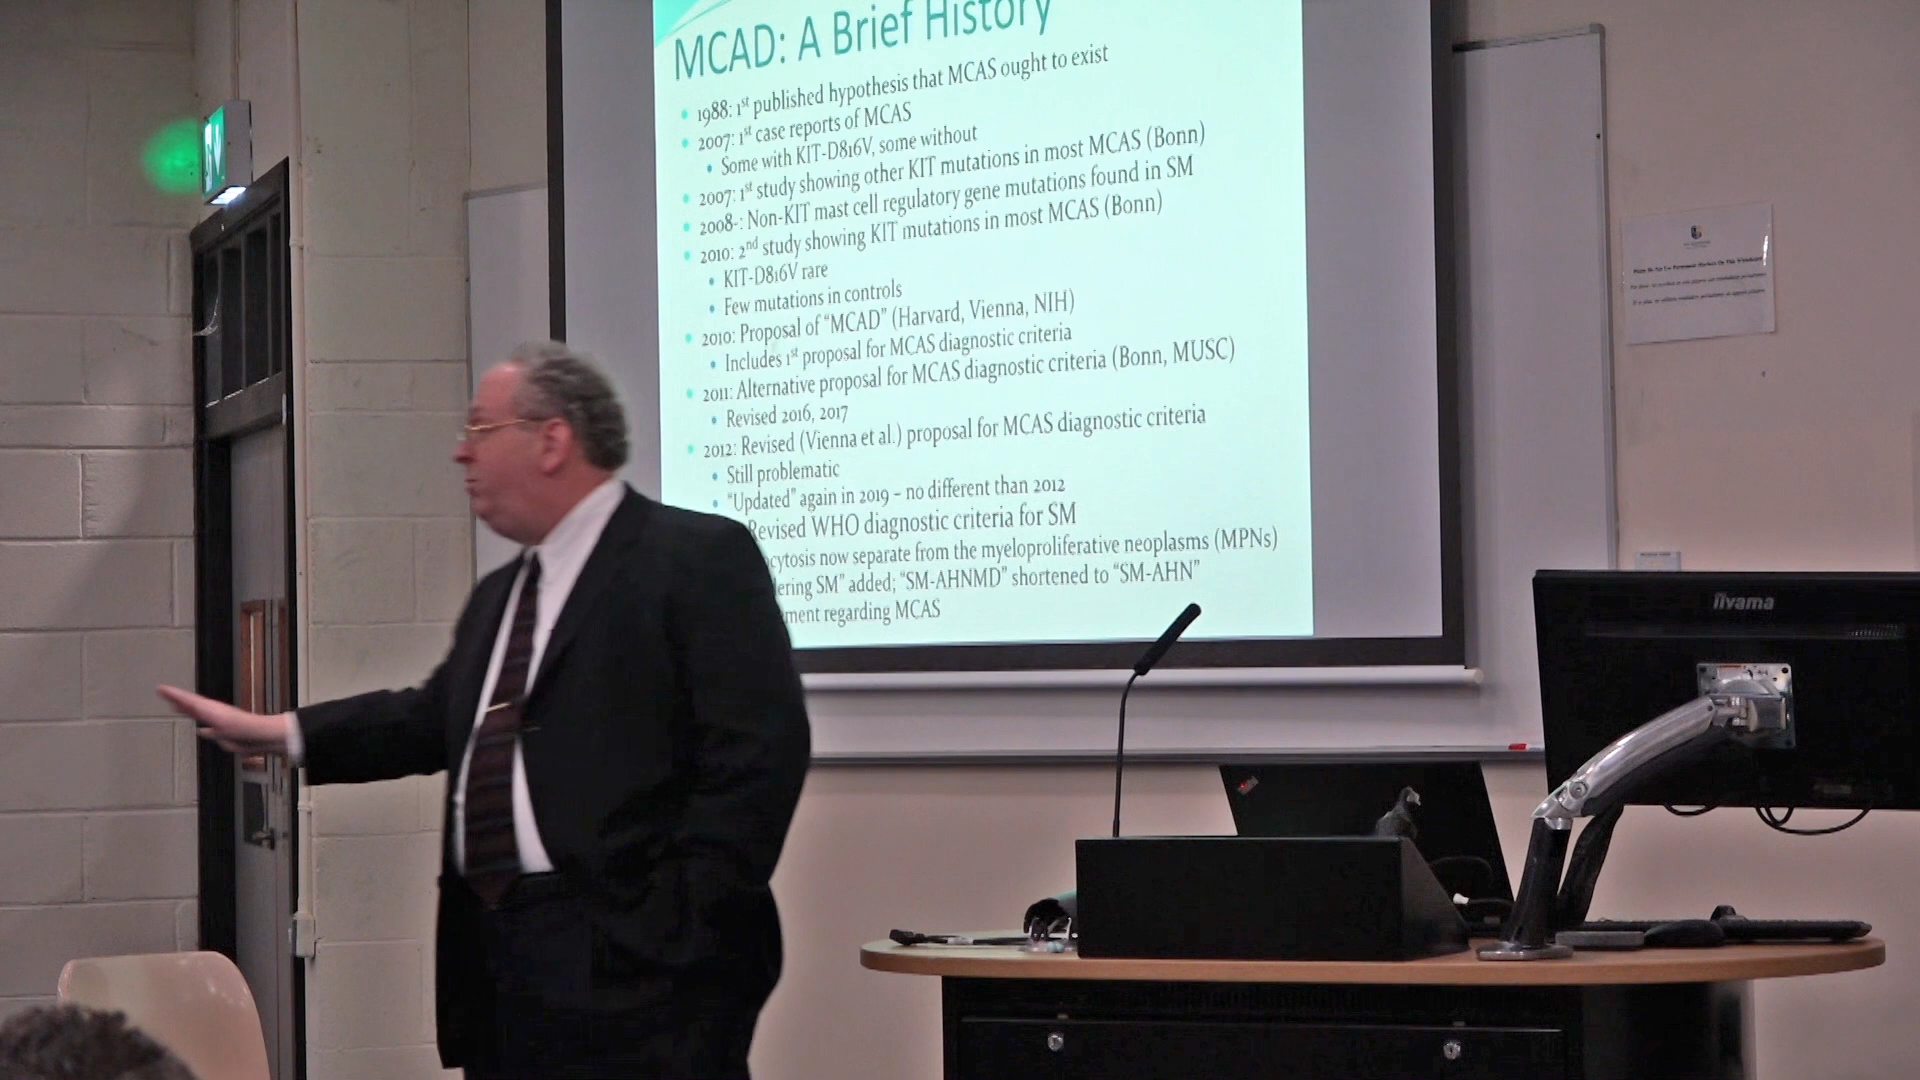 MCAD: A Brief History
• 1988: 1st published hypothesis that MCAS ought to exist
• 2007: 1st case reports of MCAS
• Some with KIT-D816V, some without
• 2007: 1st study showing other KIT mutations in most MCAS (Bonn)
• 2008-: Non-KIT mast cell regulatory gene mutations found in SM
• 2010: 2nd study showing KIT mutations in most MCAS (Bonn)
• KIT-D816V rare
• Few mutations in controls
• 2010: Proposal of “MCAD” (Harvard, Vienna, NIH)
• Includes 1st proposal for MCAS diagnostic criteria
• 2011: Alternative proposal for MCAS diagnostic criteria (Bonn, MUSC)
• Revised 2016, 2017
• 2012: Revised (Vienna et al.) proposal for MCAS diagnostic criteria
• Still problematic
• “Updated” again in 2019 – no different than 2012
Revised WHO diagnostic criteria for SM
cytosis now separate from the myeloproliferative neoplasms (MPNs)
ering SM” added; “SM-AHNMD” shortened to “SM-AHN”
ment regarding MCAS
iiyama